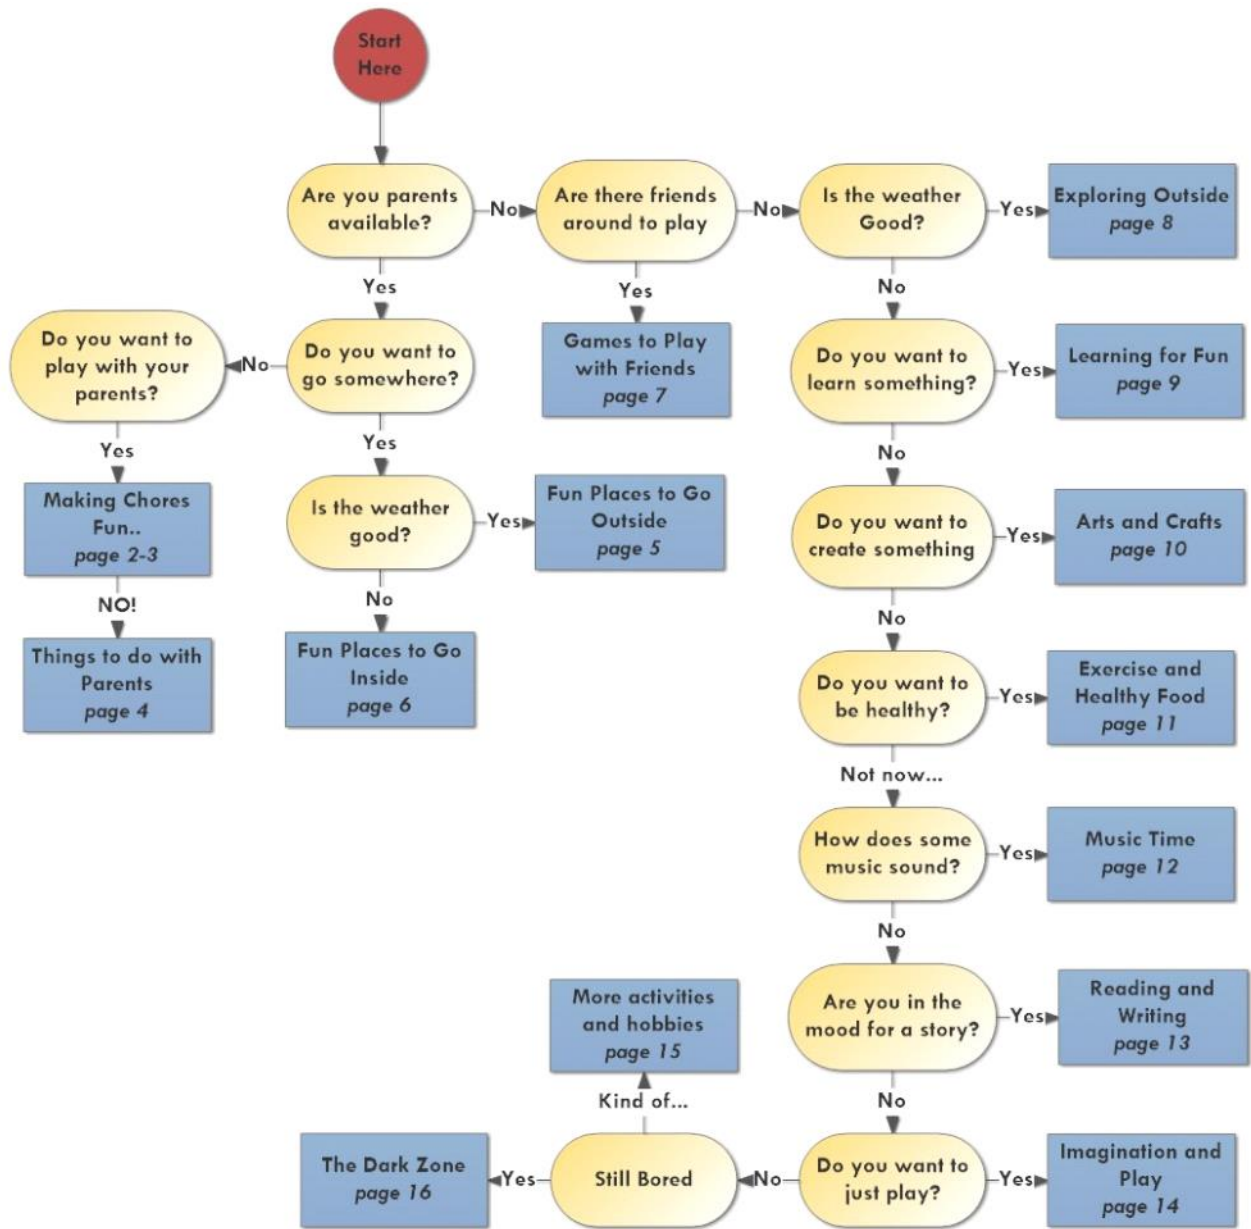 Start
Here
Are you parents
available?
No
Are there friends
around to play
No
Is the weather
Good?
Yes
Exploring Outside
page 8
Yes
Yes
No
Do you want to
play with your
parents?
No
Do you want to
go somewhere?
Games to Play
with Friends
page 7
Do you want to
learn something?
Yes
Learning for Fun
page 9
Yes
Yes
No
Making Chores
Fun..
page 2-3
Is the weather
good?
Yes
Fun Places to Go
Outside
page 5
Do you want to
create something
Yes
Arts and Crafts
page 10
NO!
No
No
Things to do with
Parents
page 4
Fun Places to Go
Inside
page 6
Do you want to
be healthy?
Yes
Exercise and
Healthy Food
page 11
Not now...
How does some
music sound?
Yes
Music Time
page 12
No
More activities
and hobbies
page 15
Are you in the
mood for a story?
Yes
Reading and
Writing
page 13
Kind of...
No
The Dark Zone
page 16
Yes
Still Bored
No
Do you want to
just play?
Yes
Imagination and
Play
page 14